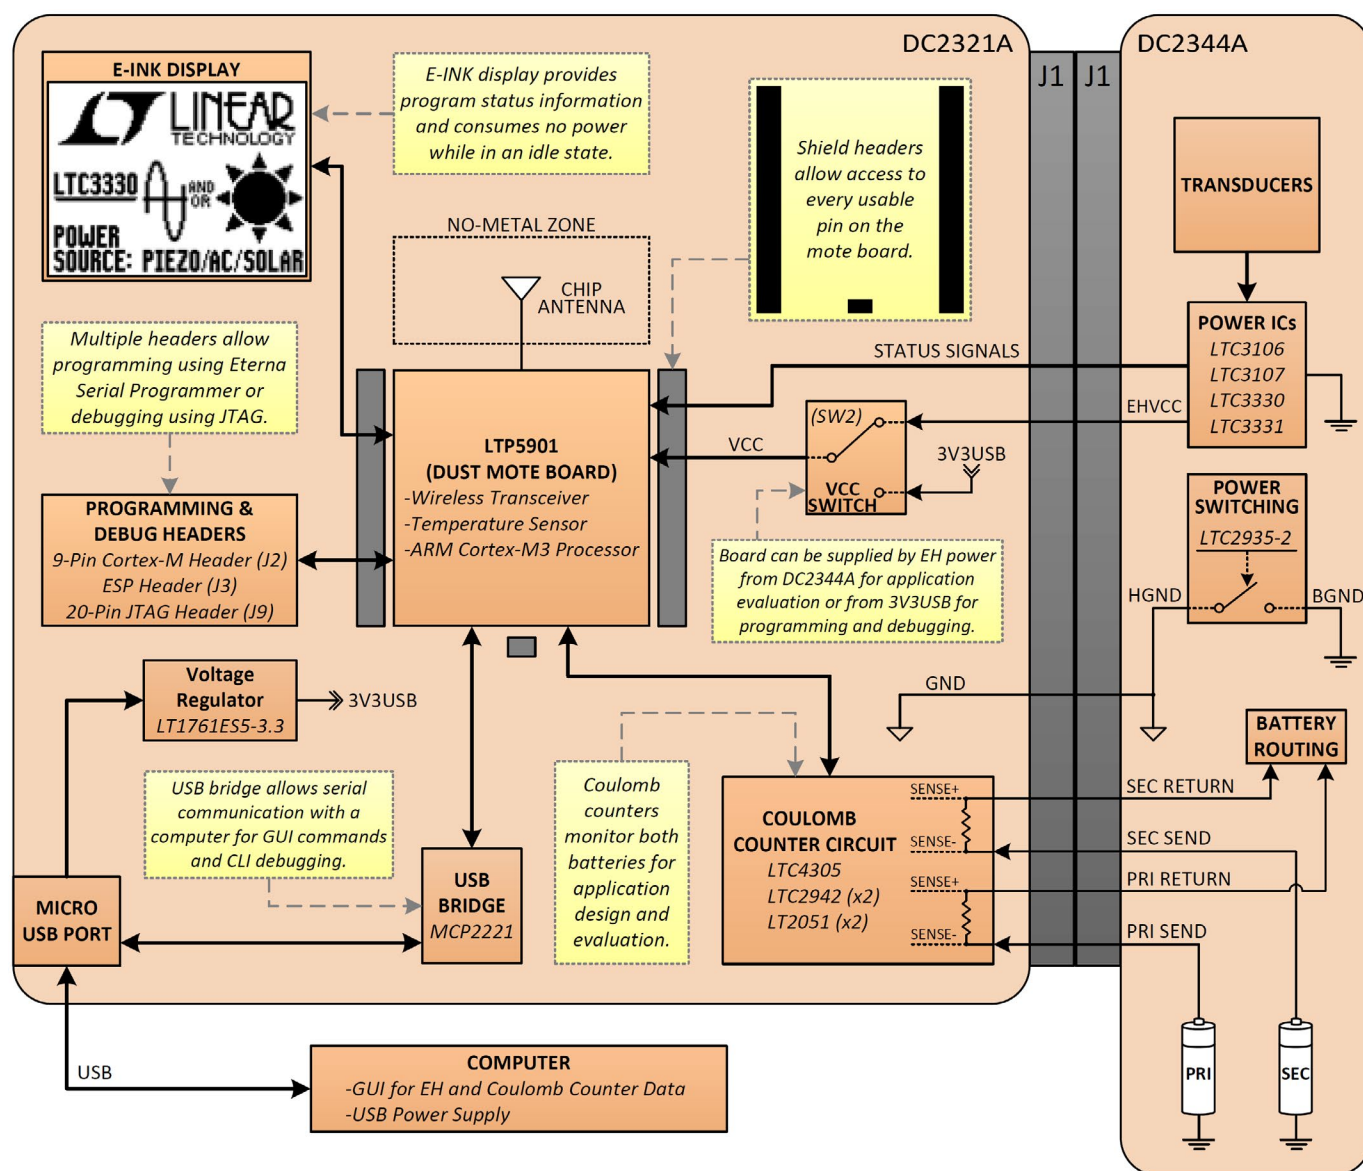 DC2321A
DC2344A
J1
J1
E-INK DISPLAY
LINEAR
TECHNOLOGY
LTC3330
AND
OR
POWER
SOURCE: PIEZO/AC/SOLAR
E-INK display provides
program status information
and consumes no power
while in an idle state.
Shield headers
allow access to
every usable
pin on the
mote board.
TRANSDUCERS
NO-METAL ZONE
CHIP
ANTENNA
Multiple headers allow
programming using Eterna
Serial Programmer or
debugging using JTAG.
STATUS SIGNALS
POWER ICs
LTC3106
LTC3107
LTC3330
LTC3331
EHVCC
(SW2)
VCC
3V3USB
VCC
SWITCH
LTP5901
(DUST MOTE BOARD)
-Wireless Transceiver
-Temperature Sensor
-ARM Cortex-M3 Processor
PROGRAMMING &
DEBUG HEADERS
9-Pin Cortex-M Header (J2)
ESP Header (J3)
20-Pin JTAG Header (J9)
POWER
SWITCHING
LTC2935-2
HGND
BGND
Board can be supplied by EH power
from DC2344A for application
evaluation or from 3V3USB for
programming and debugging.
GND
Voltage
Regulator
LT1761ES5-3.3
3V3USB
BATTERY
ROUTING
USB bridge allows serial
communication with a
computer for GUI commands
and CLI debugging.
Coulomb
counters
monitor both
batteries for
application
design and
evaluation.
COULOMB
COUNTER CIRCUIT
LTC4305
LTC2942 (x2)
LT2051 (x2)
SENSE+
SENSE-
SENSE+
SENSE-
SEC RETURN
SEC SEND
PRI RETURN
PRI SEND
USB
BRIDGE
MCP2221
MICRO
USB PORT
USB
COMPUTER
-GUI for EH and Coulomb Counter Data
-USB Power Supply
PRI
SEC